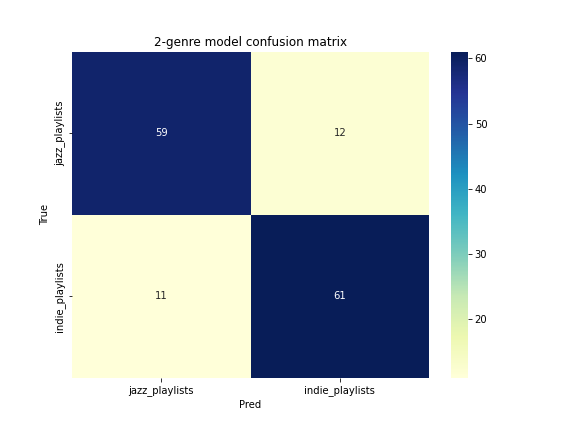 2-genre model confusion matrix
True
jazz_playlists
indie_playlists
59
12
11
61
jazz_playlists
indie_playlists
Pred
60
50
40
30
20